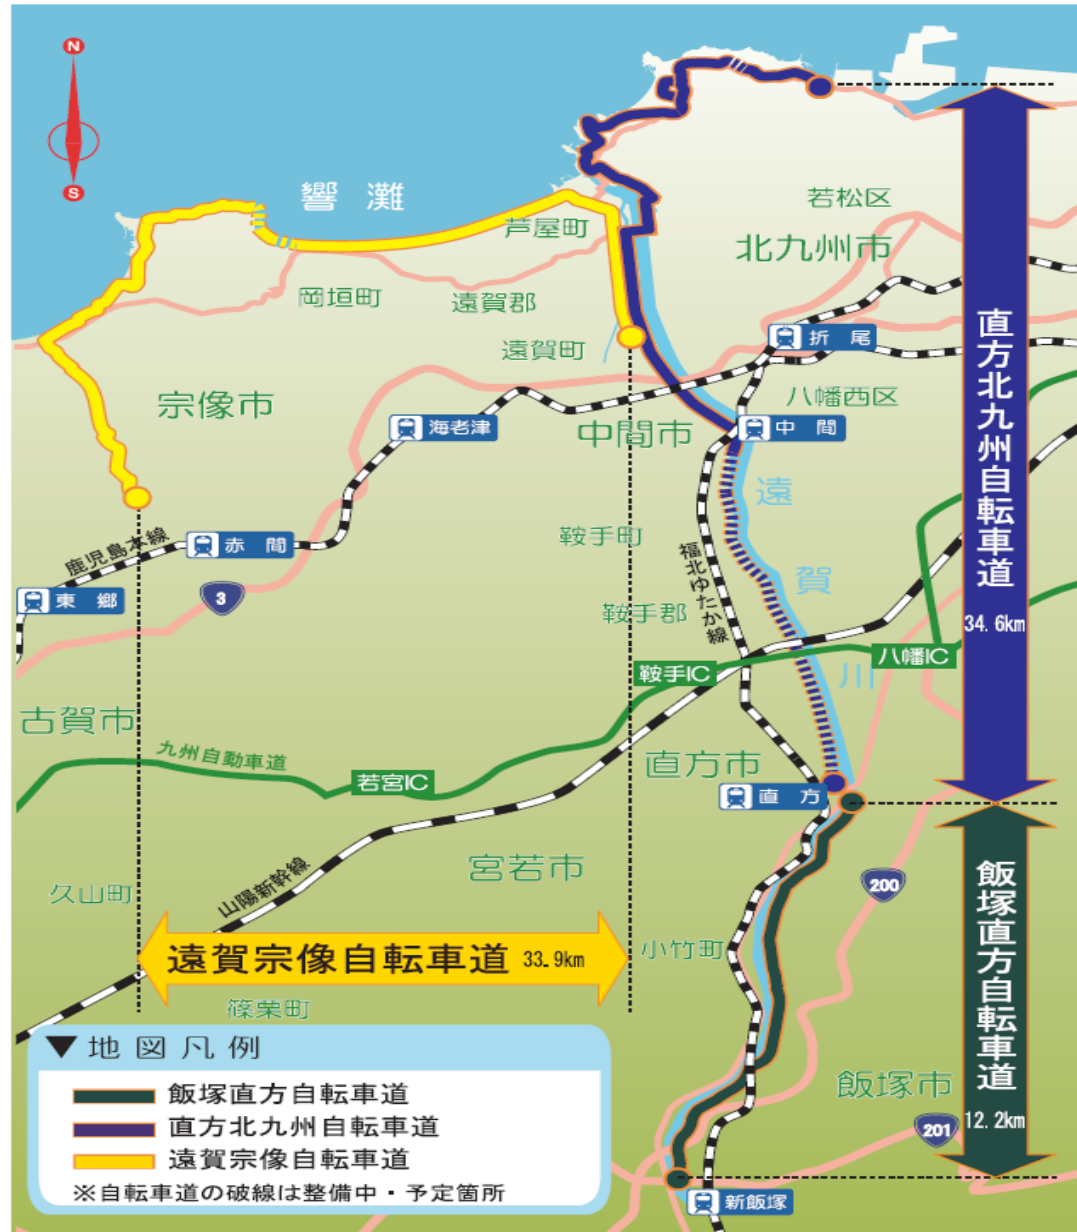 N
S
響灘
若松区
北九州市
芦屋町
岡垣町
遠賀郡
遠賀町
折尾
八幡西区
宗像市
海老津
中間市
中間
遠賀川
鞍手町
鹿児島本線
赤間
東郷
3
福北ゆたか線
鞍手郡
鞍手IC
八幡IC
古賀市
九州自動車道
若宮IC
直方市
直方
山陽新幹線
宮若市
久山町
200
小竹町
遠賀宗像自転車道 33.9km
篠栗町
飯塚市
201
新飯塚
直方北九州自転車道
34.6km
飯塚直方自転車道
12.2km
▼地図凡例
飯塚直方自転車道
直方北九州自転車道
遠賀宗像自転車道
※自転車道の破線は整備中・予定箇所